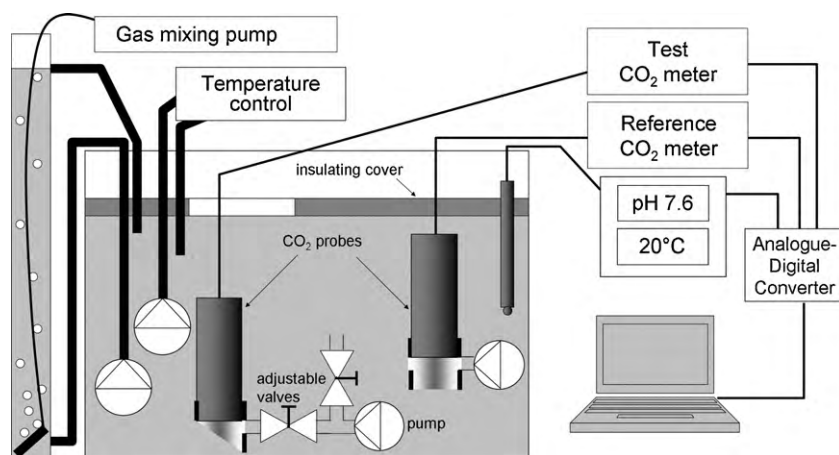 Gas mixing pump
Temperature
control
Test
CO₂ meter
Reference
CO₂ meter
insulating cover
pH 7.6
20°C
CO₂ probes
Analogue-
Digital
Converter
adjustable
valves
pump